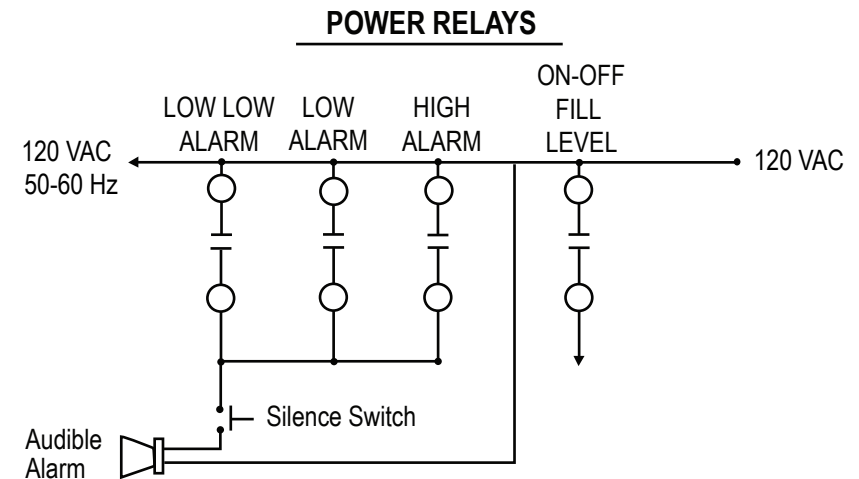 POWER RELAYS
LOW LOW
ALARM
LOW
ALARM
HIGH
ALARM
ON-OFF
FILL
LEVEL
120 VAC
50-60 Hz
120 VAC
Silence Switch
Audible
Alarm